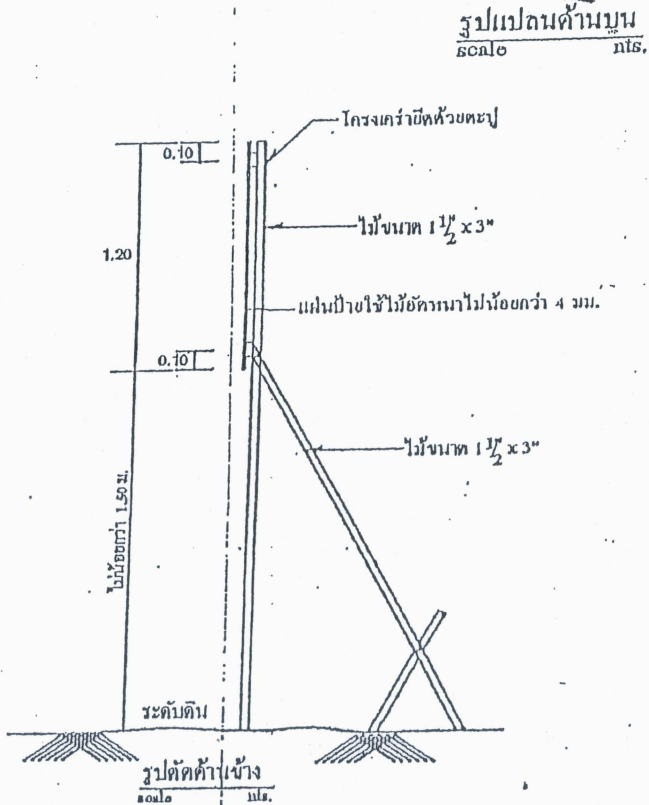 รูปแปลนด้านบน
scale nts.
โครงเคร่ายึดด้วยตะปู
0.10
ไม้ขนาด 1 1/2" x 3"
1.20
แผ่นป้ายใช้ไม้อัดหนาไม่น้อยกว่า 4 มม.
0.10
ไม้ขนาด 1 1/2" x 3"
ไม่น้อยกว่า 1.50 ม.
ระดับดิน
รูปตัดด้านข้าง
scale nts.